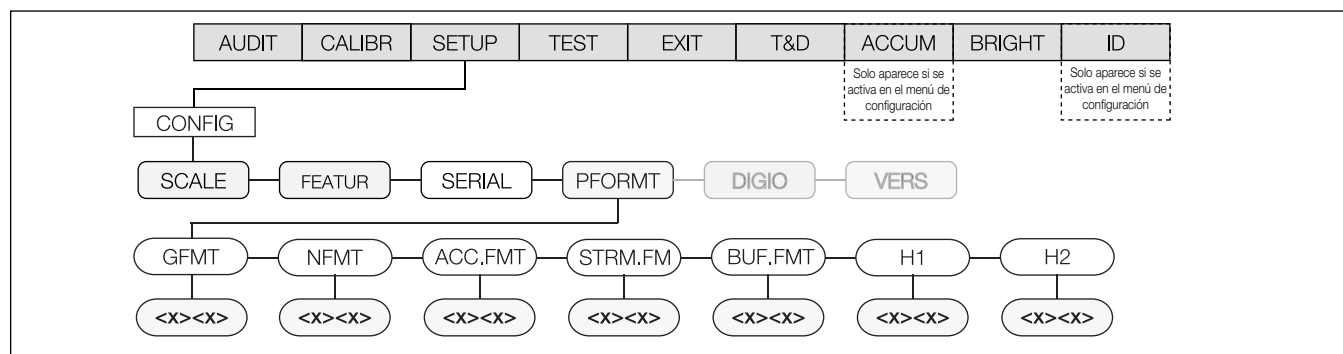 AUDIT CALIBR SETUP TEST EXIT T&D ACCUM BRIGHT ID
Solo aparece si se
activa en el menú de
configuración
Solo aparece si se
activa en el menú de
configuración
CONFIG
SCALE FEATUR SERIAL PFORMT DIGIO VERS
GFMT NFMT ACC.FMT STRM.FM BUF.FMT H1 H2
<x><x> <x><x> <x><x> <x><x> <x><x> <x><x> <x><x>